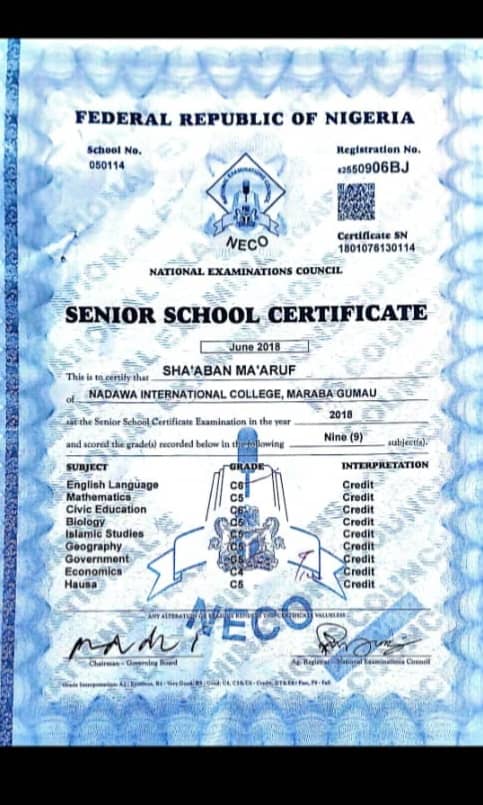 FEDERAL REPUBLIC OF NIGERIA
School No.
050114
Registration No.
50906BJ
NECO
Certificate SN
1801076130114
NATIONAL EXAMINATIONS COUNCIL
SENIOR SCHOOL CERTIFICATE
June 2018
This is to certify that SHA'ABAN MA'ARUF
of NADAWA INTERNATIONAL COLLEGE, MARABA GUMAU
sat the Senior School Certificate Examination in the year 2018
and scored the grade(s) recorded below in the following Nine (9) subject(s).
SUBJECT GRADE INTERPRETATION
English Language C6 Credit
Mathematics C5 Credit
Civic Education C6 Credit
Biology Credit
Islamic Studies Credit
Geography Credit
Government Credit
Economics C4 Credit
Hausa C5 Credit
NECO
Chairman - Governing Board
Ag. Registrar - National Examinations Council